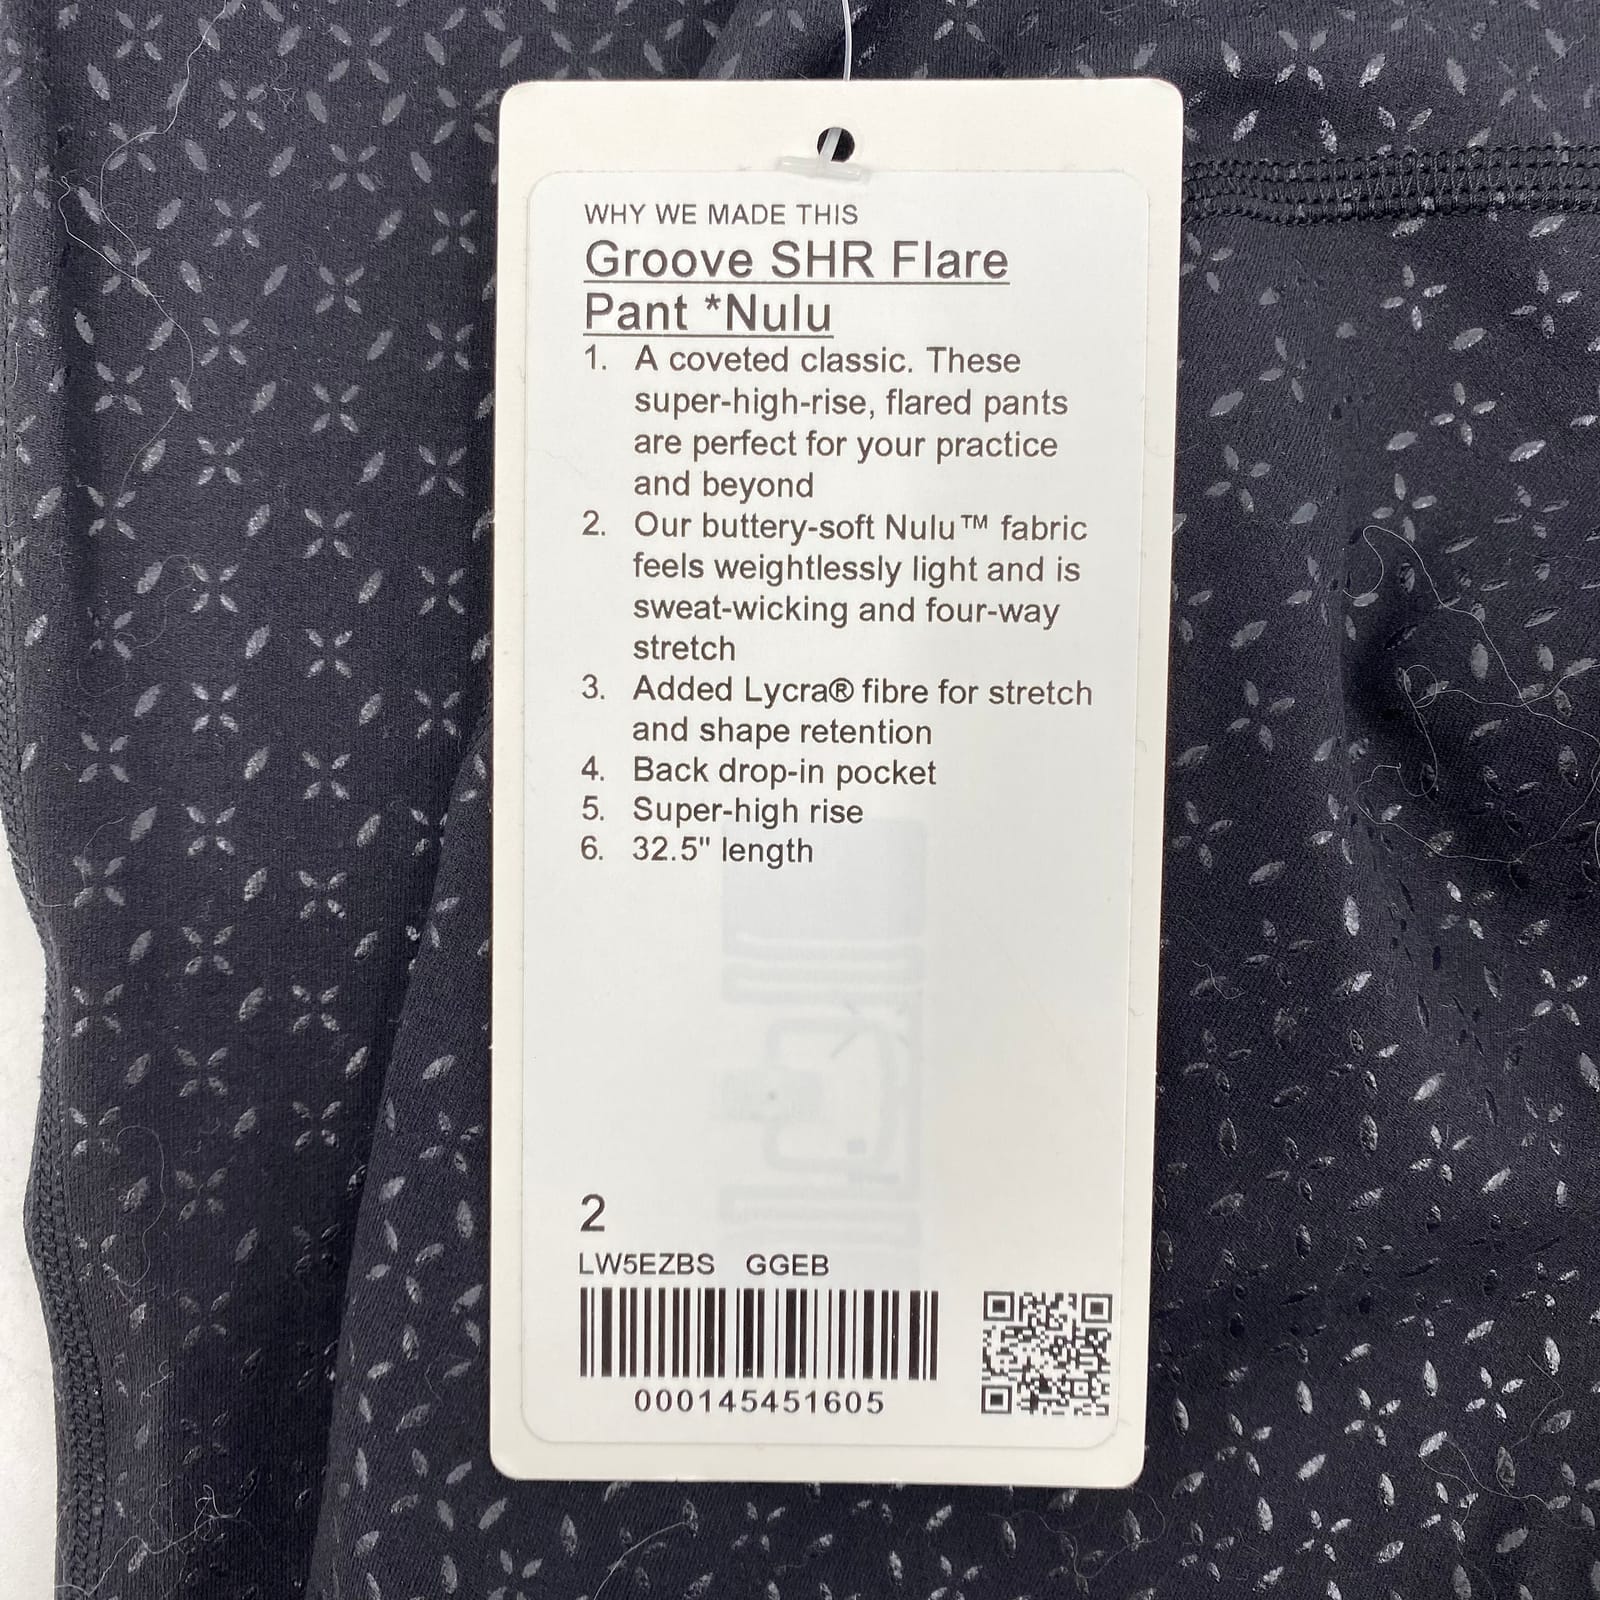 WHY WE MADE THIS
Groove SHR Flare
Pant *Nulu
1. A coveted classic. These
super-high-rise, flared pants
are perfect for your practice
and beyond
2. Our buttery-soft Nulu™ fabric
feels weightlessly light and is
sweat-wicking and four-way
stretch
3. Added Lycra® fibre for stretch
and shape retention
4. Back drop-in pocket
5. Super-high rise
6. 32.5" length
2
LW5EZBS GGEB
000145451605